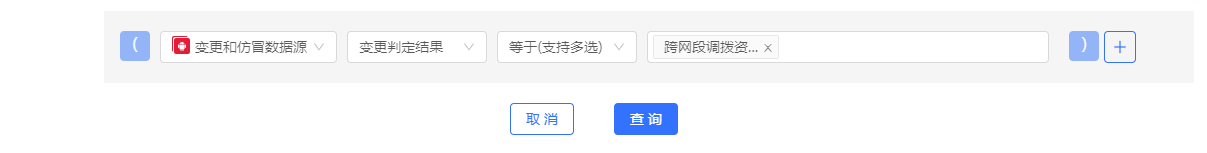 ( 变更和仿冒数据源 变更判定结果 等于(支持多选) 跨网段调拨资... x ) +
取消 查询